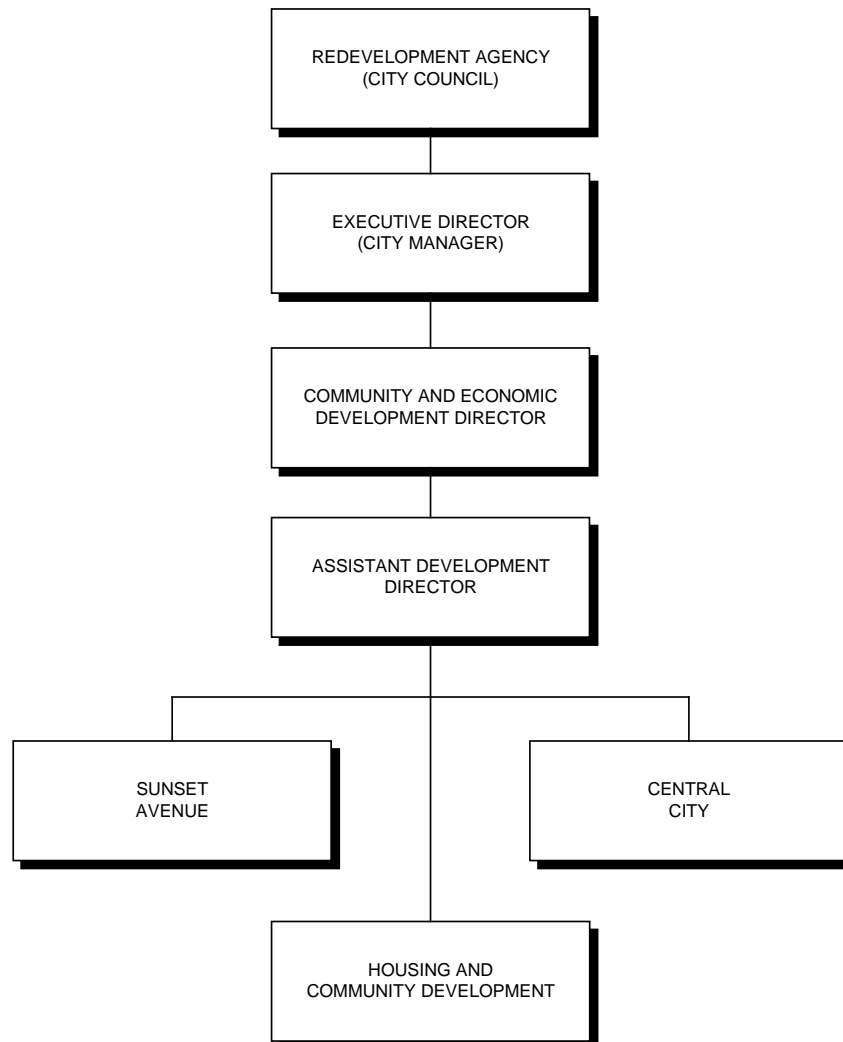 REDEVELOPMENT AGENCY
(CITY COUNCIL)
EXECUTIVE DIRECTOR
(CITY MANAGER)
COMMUNITY AND ECONOMIC
DEVELOPMENT DIRECTOR
ASSISTANT DEVELOPMENT
DIRECTOR
SUNSET
AVENUE
CENTRAL
CITY
HOUSING AND
COMMUNITY DEVELOPMENT